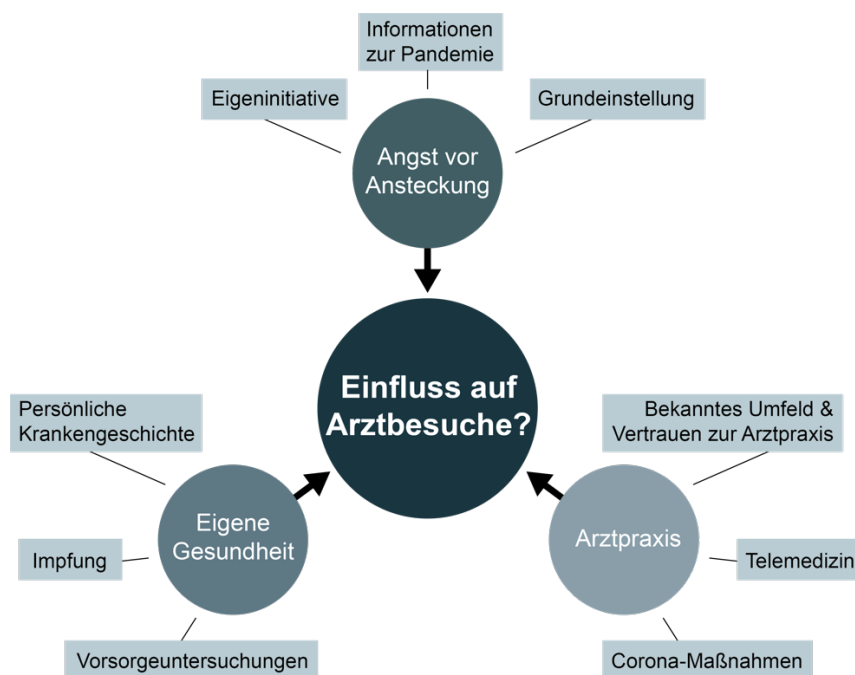 Informationen
zur Pandemie
Eigeninitiative
Grundeinstellung
Angst vor
Ansteckung
Einfluss auf
Arztbesuche?
Persönliche
Krankengeschichte
Impfung
Vorsorgeuntersuchungen
Eigene
Gesundheit
Bekanntes Umfeld &
Vertrauen zur Arztpraxis
Arztpraxis
Telemedizin
Corona-Maßnahmen